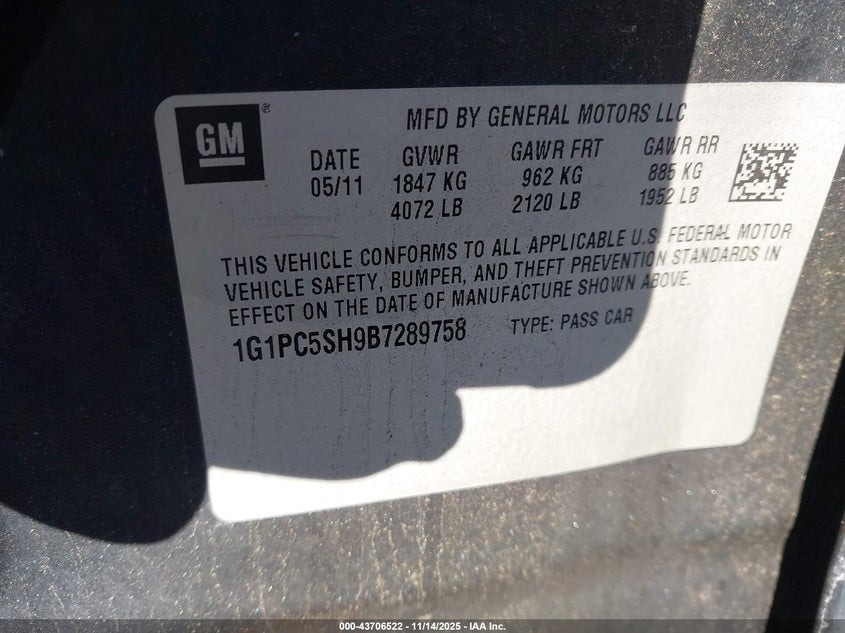 GM ®
MFD BY GENERAL MOTORS LLC
DATE GVWR GAWR FRT GAWR RR
05/11 1847 KG 962 KG 885 KG
4072 LB 2120 LB 1952 LB
THIS VEHICLE CONFORMS TO ALL APPLICABLE U.S. FEDERAL MOTOR
VEHICLE SAFETY, BUMPER, AND THEFT PREVENTION STANDARDS IN
EFFECT ON THE DATE OF MANUFACTURE SHOWN ABOVE.
1G1PC5SH9B7289758 TYPE: PASS CAR
000-43706522 - 11/14/2025 - IAA Inc.